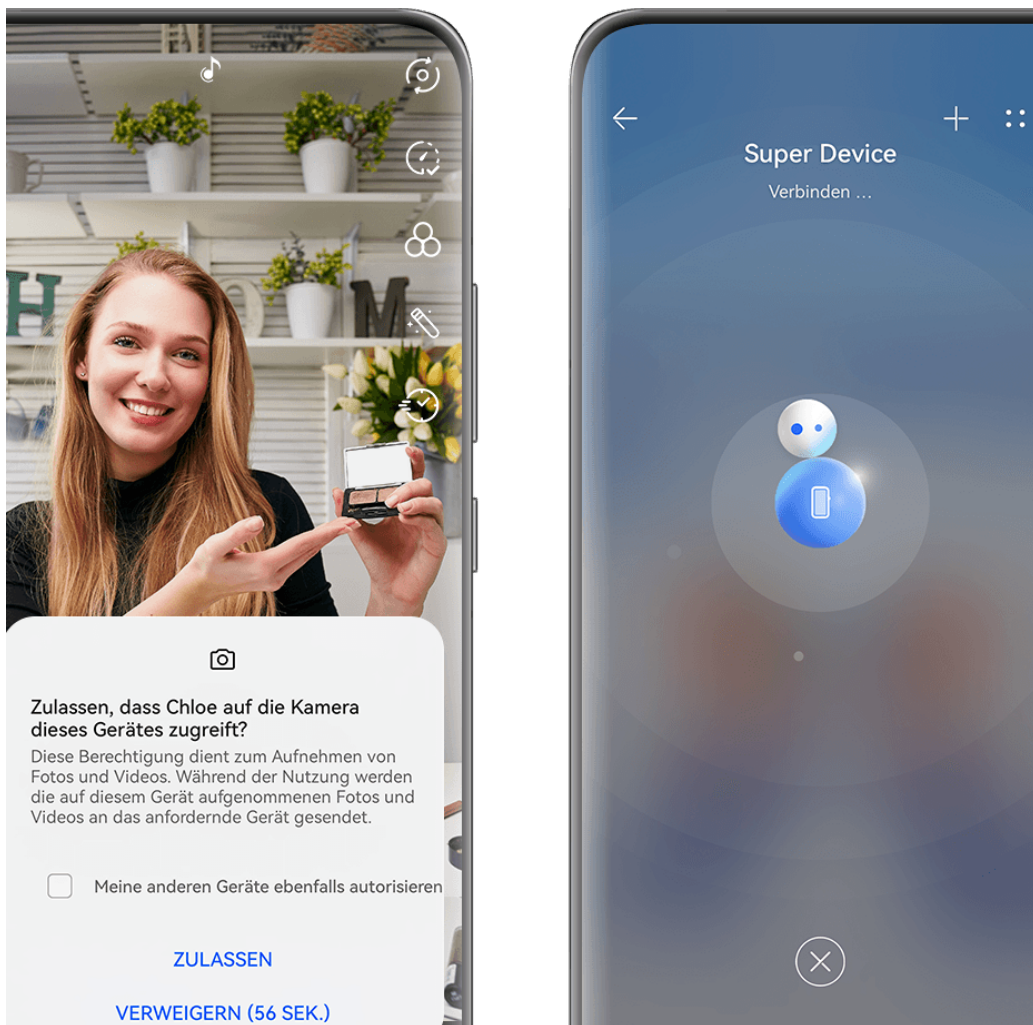 H O M
Zulassen, dass Chloe auf die Kamera
dieses Gerätes zugreift?
Diese Berechtigung dient zum Aufnehmen von
Fotos und Videos. Während der Nutzung werden
die auf diesem Gerät aufgenommenen Fotos und
Videos an das anfordernde Gerät gesendet.
Meine anderen Geräte ebenfalls autorisieren
ZULASSEN
VERWEIGERN (56 SEK.)
Super Device
Verbinden ...